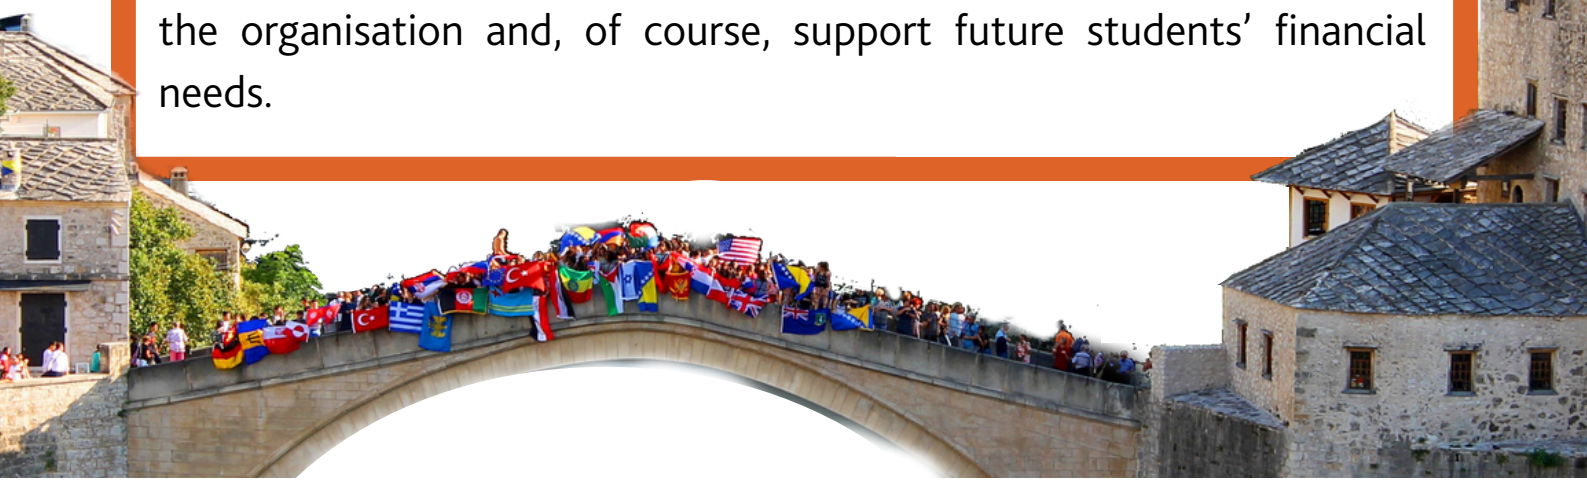 the organisation and, of course, support future students’ financial
needs.